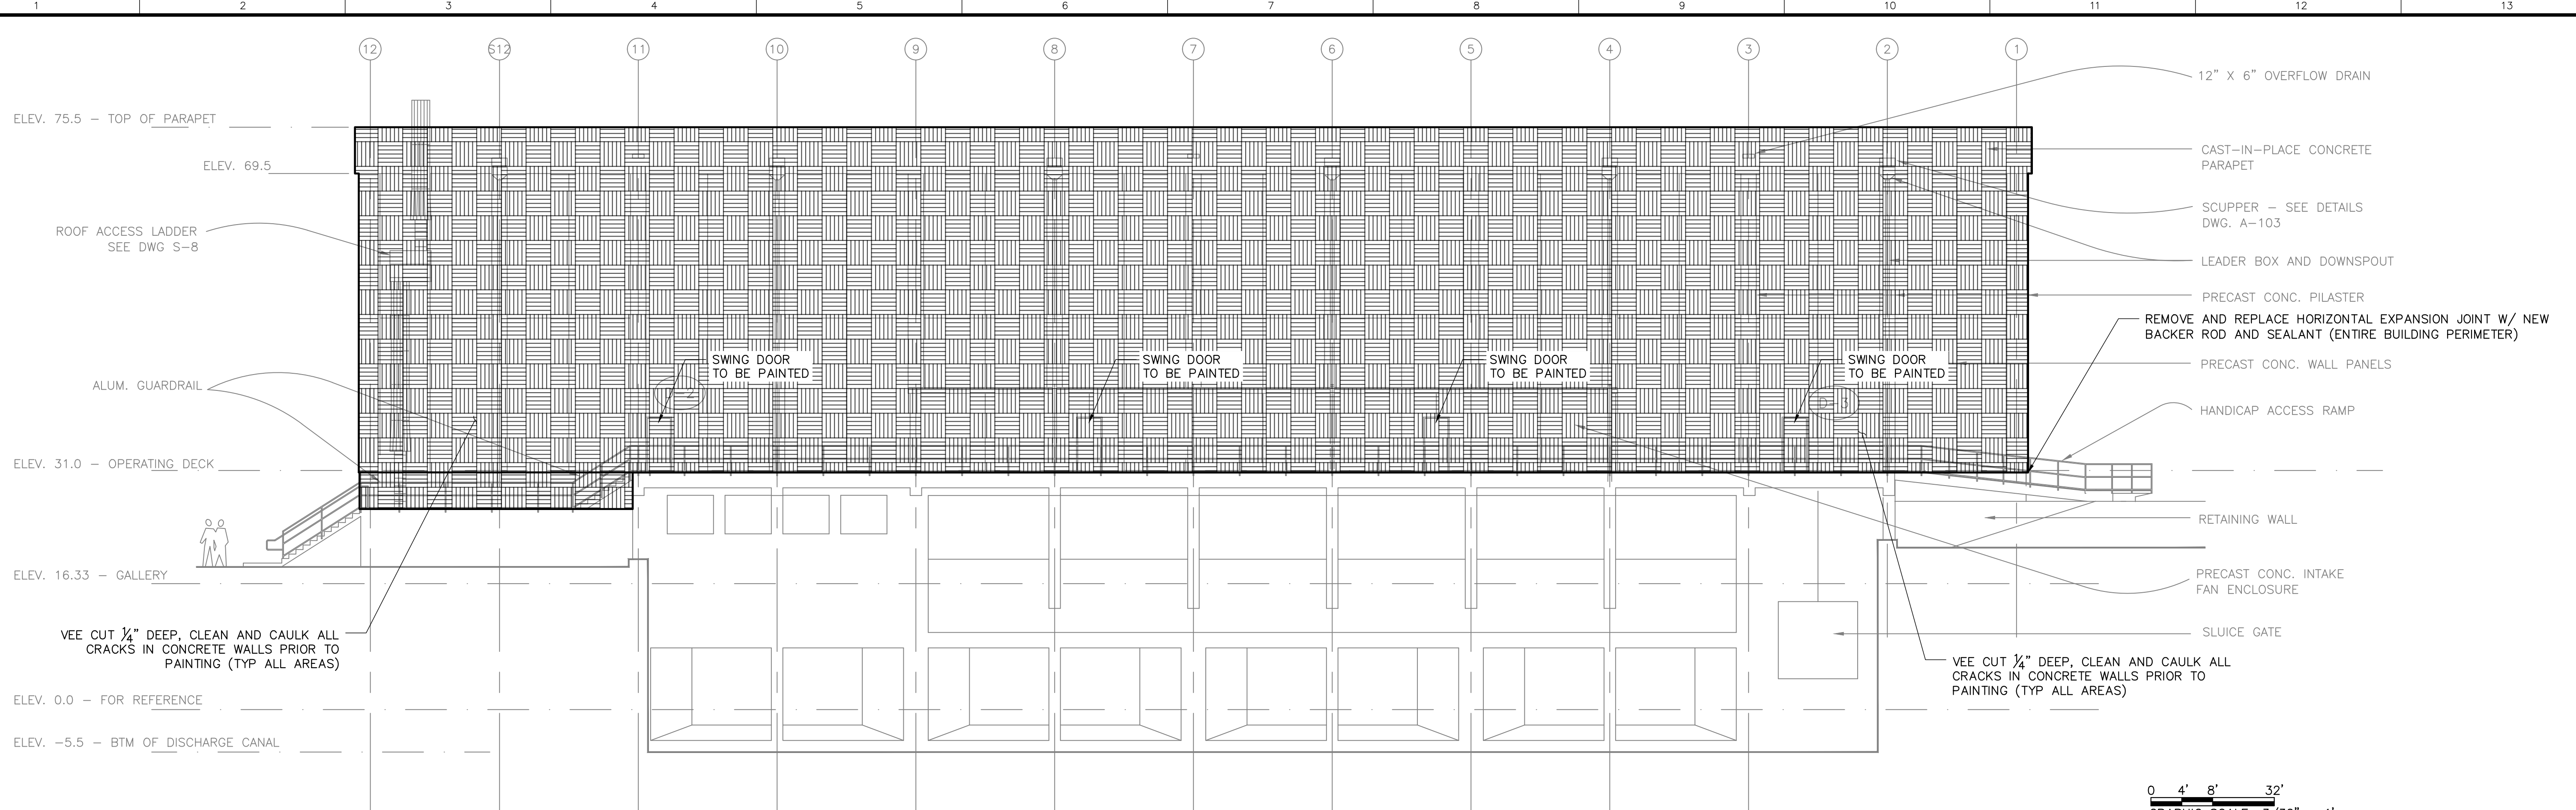 1 2 3 4 5 6 7 8 9 10 11 12 13
12 S12 11 10 9 8 7 6 5 4 3 2 1
12" X 6" OVERFLOW DRAIN
ELEV. 75.5 - TOP OF PARAPET
CAST-IN-PLACE CONCRETE
PARAPET
ELEV. 69.5
SCUPPER - SEE DETAILS
DWG. A-103
ROOF ACCESS LADDER
SEE DWG S-8
LEADER BOX AND DOWNSPOUT
PRECAST CONC. PILASTER
REMOVE AND REPLACE HORIZONTAL EXPANSION JOINT W/ NEW
BACKER ROD AND SEALANT (ENTIRE BUILDING PERIMETER)
SWING DOOR
TO BE PAINTED
SWING DOOR
TO BE PAINTED
SWING DOOR
TO BE PAINTED
SWING DOOR
TO BE PAINTED
PRECAST CONC. WALL PANELS
ALUM. GUARDRAIL
D-3
HANDICAP ACCESS RAMP
ELEV. 31.0 - OPERATING DECK
RETAINING WALL
ELEV. 16.33 - GALLERY
PRECAST CONC. INTAKE
FAN ENCLOSURE
VEE CUT 1/4" DEEP, CLEAN AND CAULK ALL
CRACKS IN CONCRETE WALLS PRIOR TO
PAINTING (TYP ALL AREAS)
SLUICE GATE
VEE CUT 1/4" DEEP, CLEAN AND CAULK ALL
CRACKS IN CONCRETE WALLS PRIOR TO
PAINTING (TYP ALL AREAS)
ELEV. 0.0 - FOR REFERENCE
ELEV. -5.5 - BTM OF DISCHARGE CANAL
0 4' 8' 32'